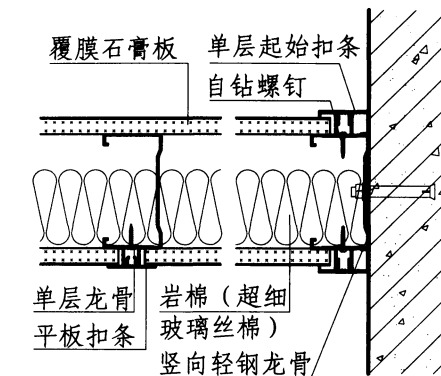 覆膜石膏板
单层起始扣条
自钻螺钉
单层龙骨
平板扣条
岩棉（超细
玻璃丝棉）
竖向轻钢龙骨